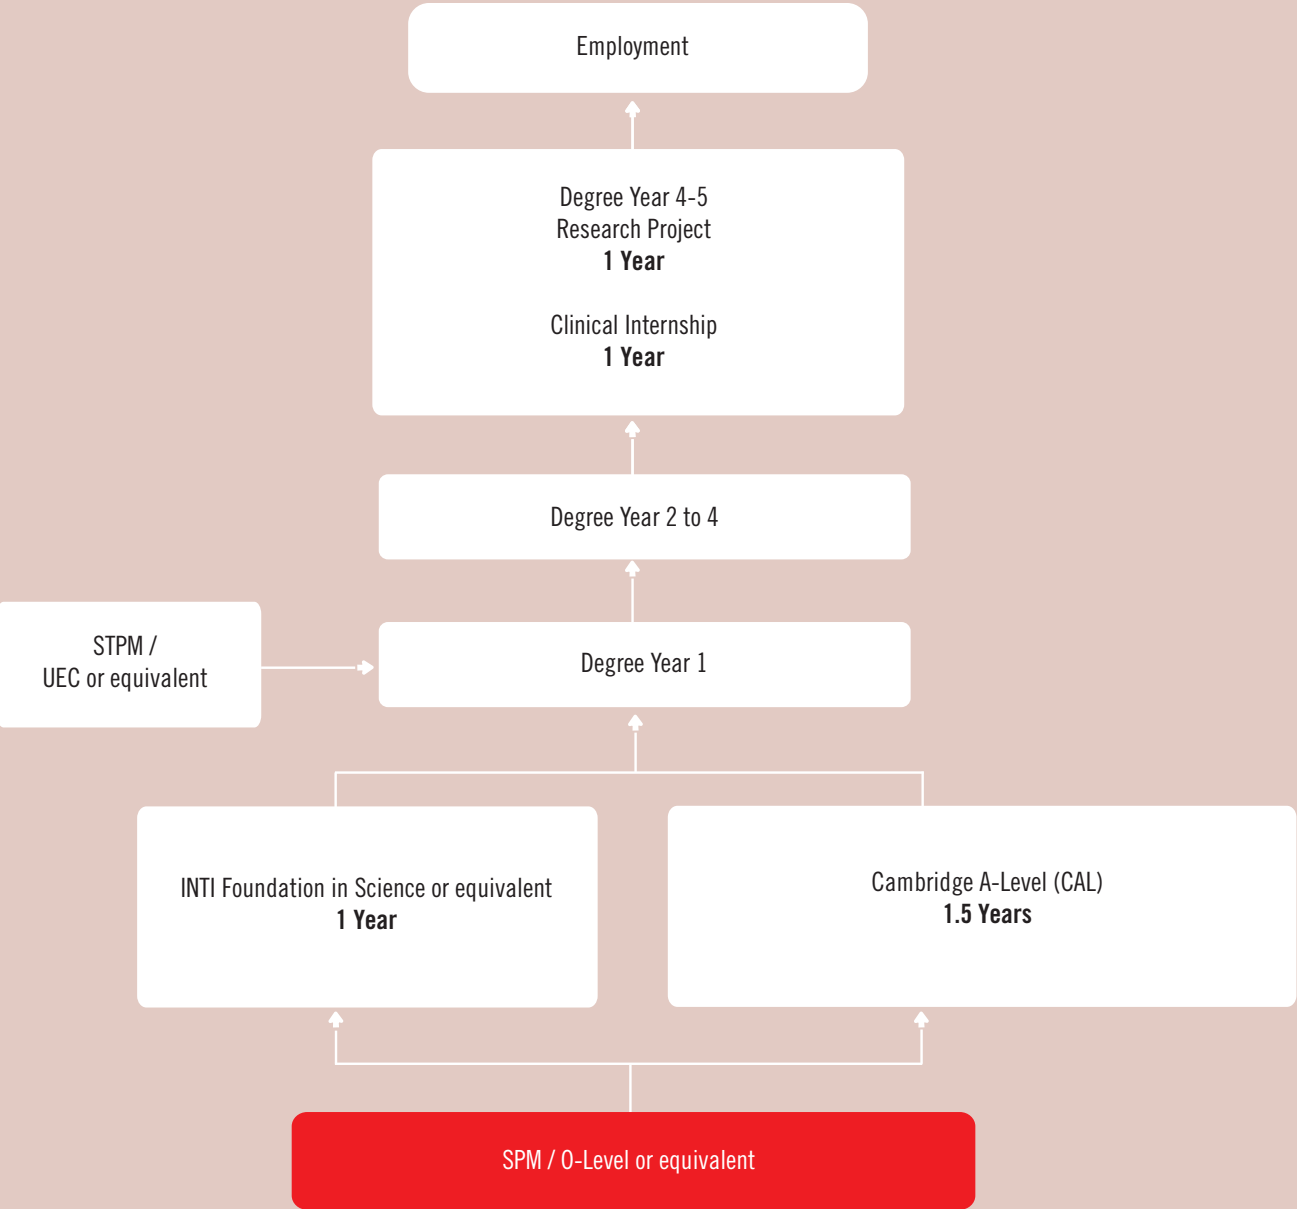 Employment
Degree Year 4-5
Research Project
1 Year
Clinical Internship
1 Year
Degree Year 2 to 4
STPM /
UEC or equivalent
Degree Year 1
INTI Foundation in Science or equivalent
1 Year
Cambridge A-Level (CAL)
1.5 Years
SPM / O-Level or equivalent